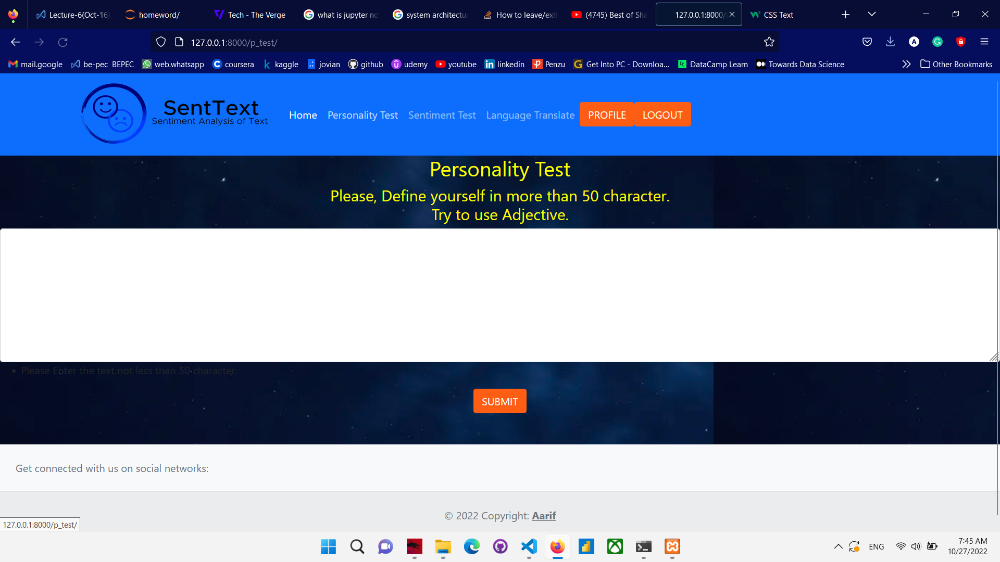 Lecture-6(Oct-16)
homeword/
Tech - The Verge
what is jupyter no
system architectur
How to leave/exit
(4745) Best of Sha
127.0.0.1:8000/p
CSS Text
127.0.0.1:8000/p_test/
mail.google
be-pec BEPEC
web.whatsapp
coursera
kaggle
jovian
github
udemy
youtube
linkedin
Penzu
Get Into PC - Downloa...
DataCamp Learn
Towards Data Science
Other Bookmarks
SentText
Sentiment Analysis of Text
Home
Personality Test
Sentiment Test
Language Translate
PROFILE
LOGOUT
Personality Test
Please, Define yourself in more than 50 character.
Try to use Adjective.
• Please Enter the text not less than 50 character.
SUBMIT
Get connected with us on social networks:
© 2022 Copyright: Aarif
127.0.0.1:8000/p_test/
ENG
7:45 AM
10/27/2022